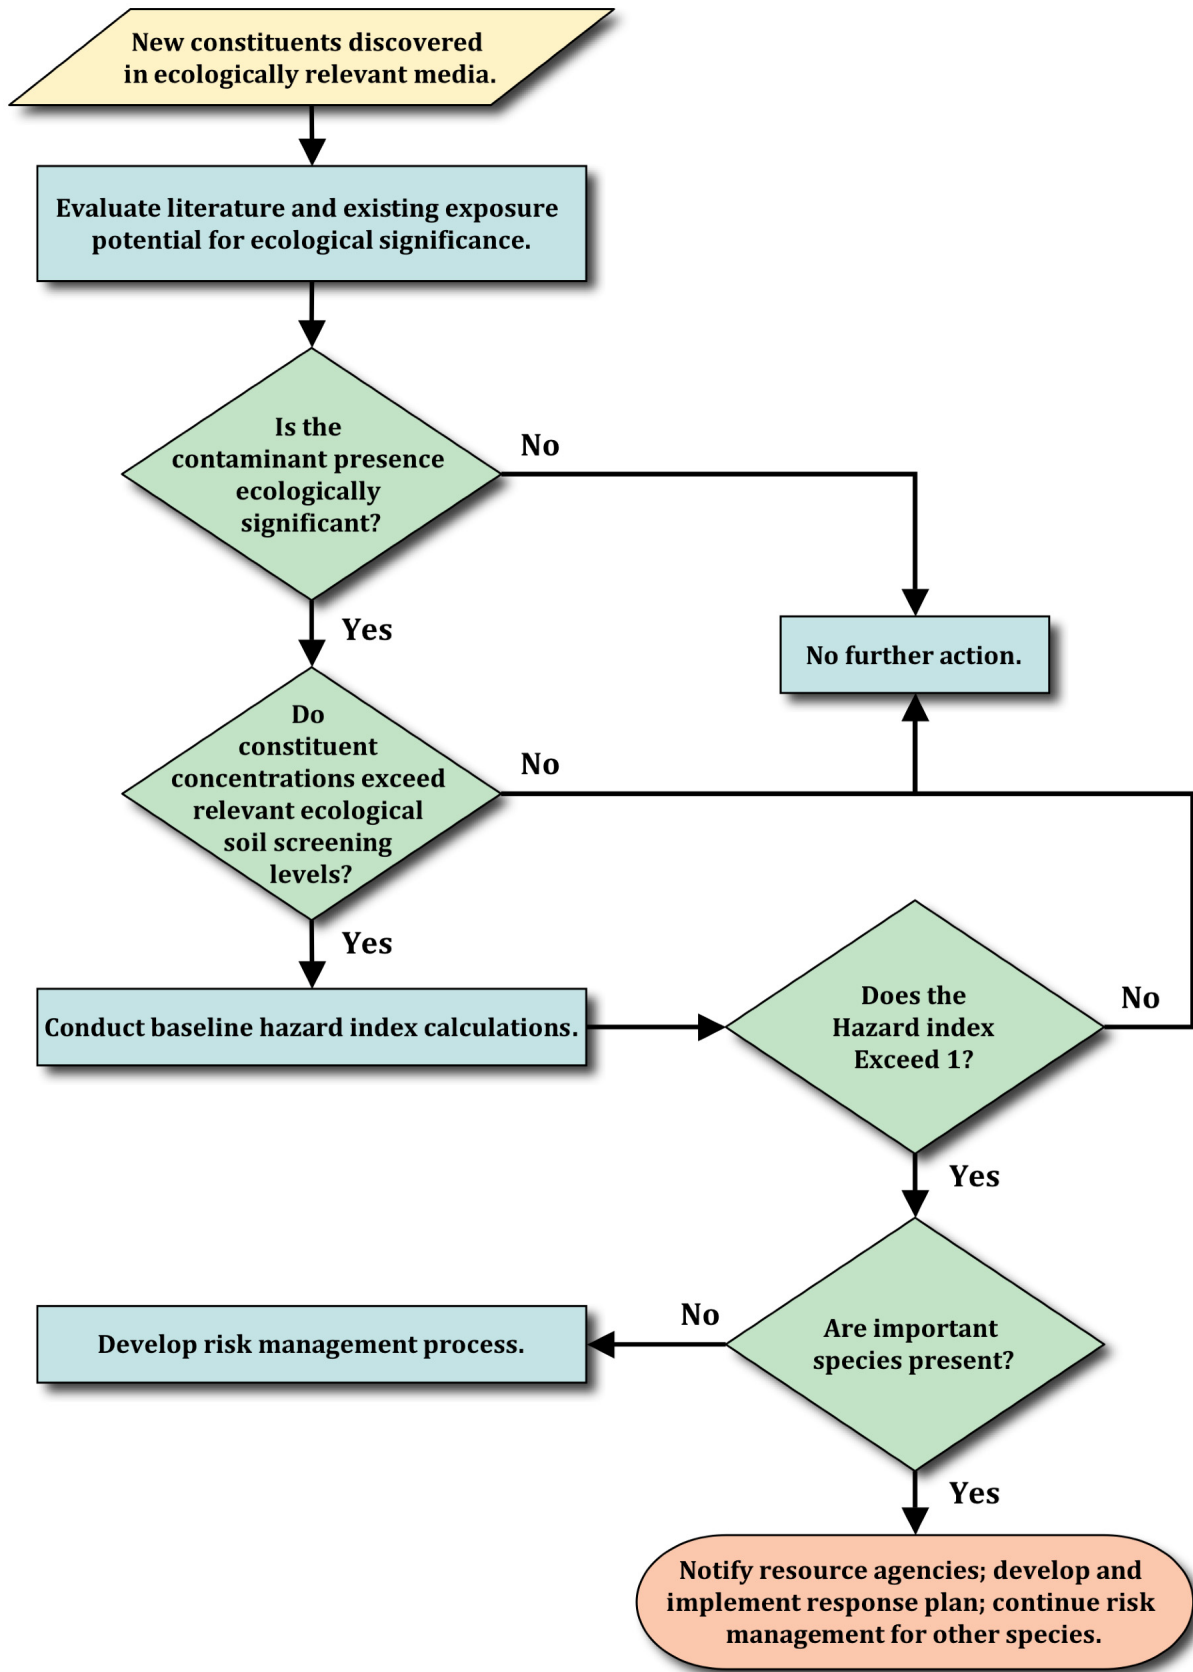 New constituents discovered
in ecologically relevant media.
Evaluate literature and existing exposure
potential for ecological significance.
Is the
contaminant presence
ecologically
significant?
No
Yes
No further action.
Do
constituent
concentrations exceed
relevant ecological
soil screening
levels?
No
Yes
Conduct baseline hazard index calculations.
Does the
Hazard index
Exceed 1?
No
Yes
Are important
species present?
No
Develop risk management process.
Yes
Notify resource agencies; develop and
implement response plan; continue risk
management for other species.